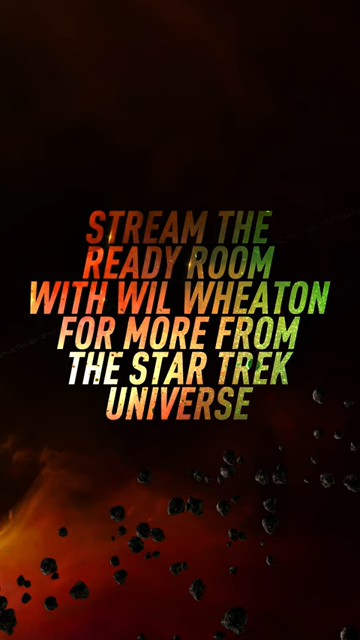 STREAM THE
READY ROOM
WITH WIL WHEATON
FOR MORE FROM
THE STAR TREK
UNIVERSE